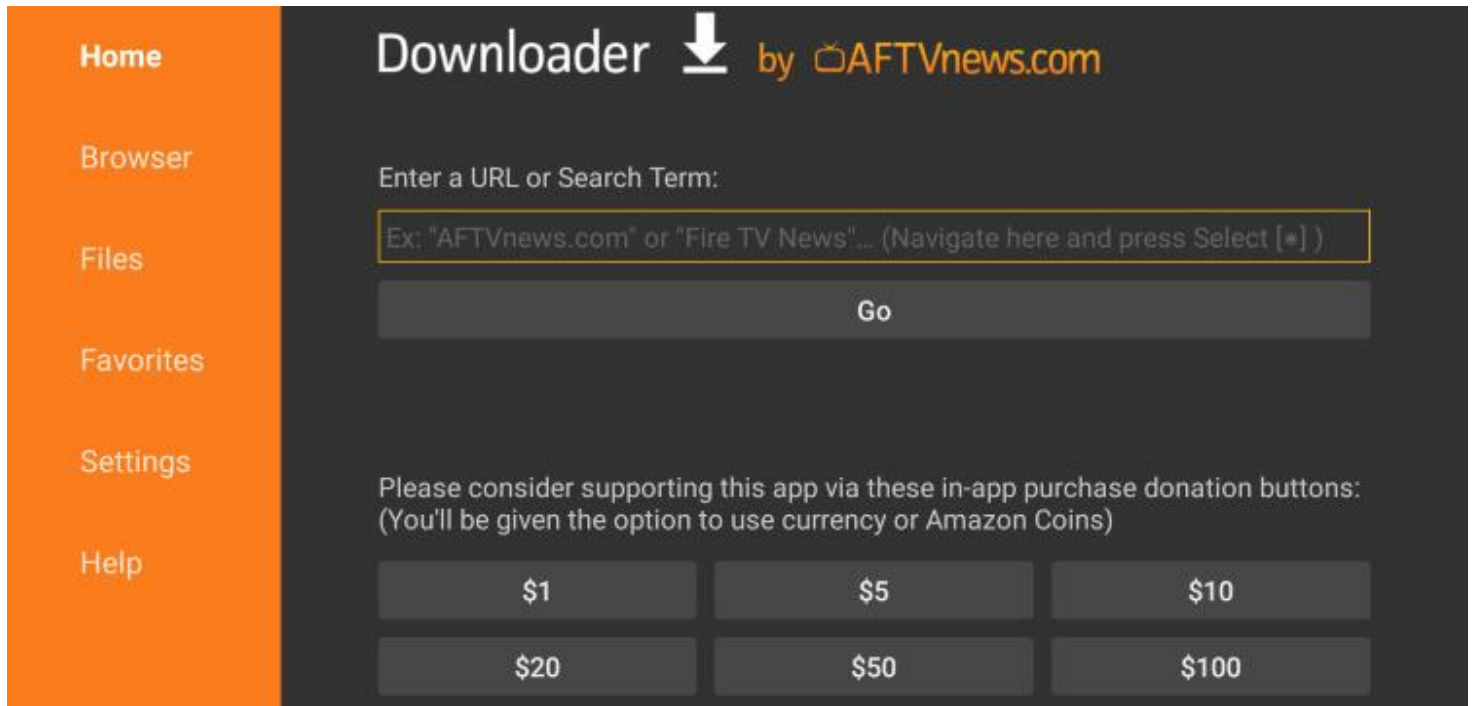 Home
Browser
Files
Favorites
Settings
Help
Downloader by AFTVnews.com
Enter a URL or Search Term:
Ex: "AFTVnews.com" or "Fire TV News"... (Navigate here and press Select [•] )
Go
Please consider supporting this app via these in-app purchase donation buttons:
(You'll be given the option to use currency or Amazon Coins)
$1 $5 $10
$20 $50 $100